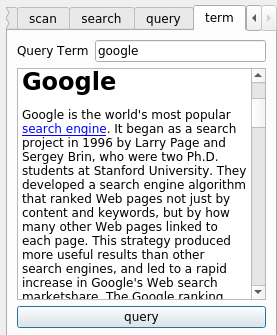 scan search query term
Query Term google
Google
Google is the world's most popular
search engine. It began as a search
project in 1996 by Larry Page and
Sergey Brin, who were two Ph.D.
students at Stanford University. They
developed a search engine algorithm
that ranked Web pages not just by
content and keywords, but by how
many other Web pages linked to
each page. This strategy produced
more useful results than other
search engines, and led to a rapid
increase in Google's Web search
marketshare. The Google ranking
query